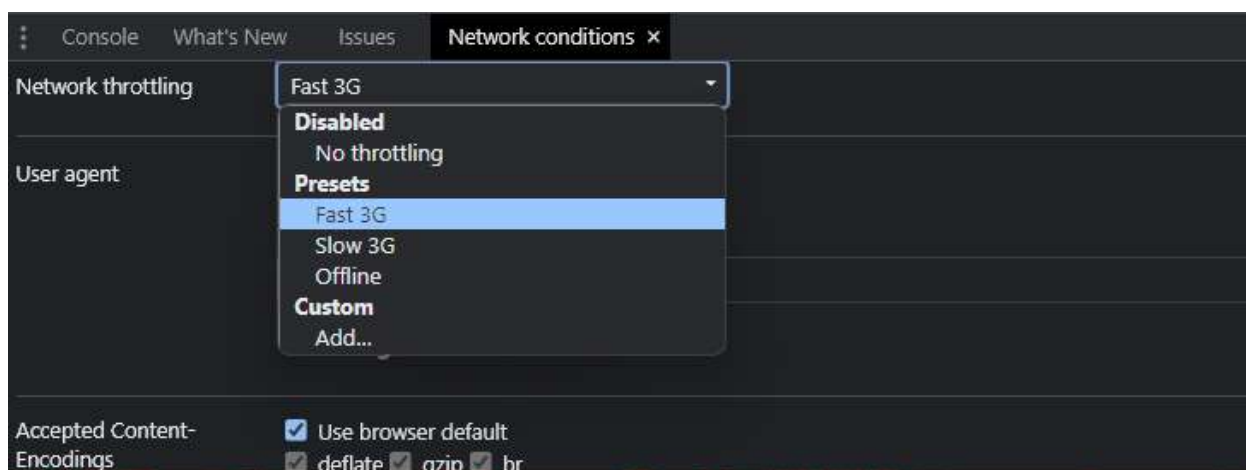 Console What's New Issues Network conditions ×
Network throttling Fast 3G
Disabled
No throttling
Presets
User agent
Fast 3G
Slow 3G
Offline
Custom
Add...
Accepted Content- Use browser default
Encodings deflate gzip br